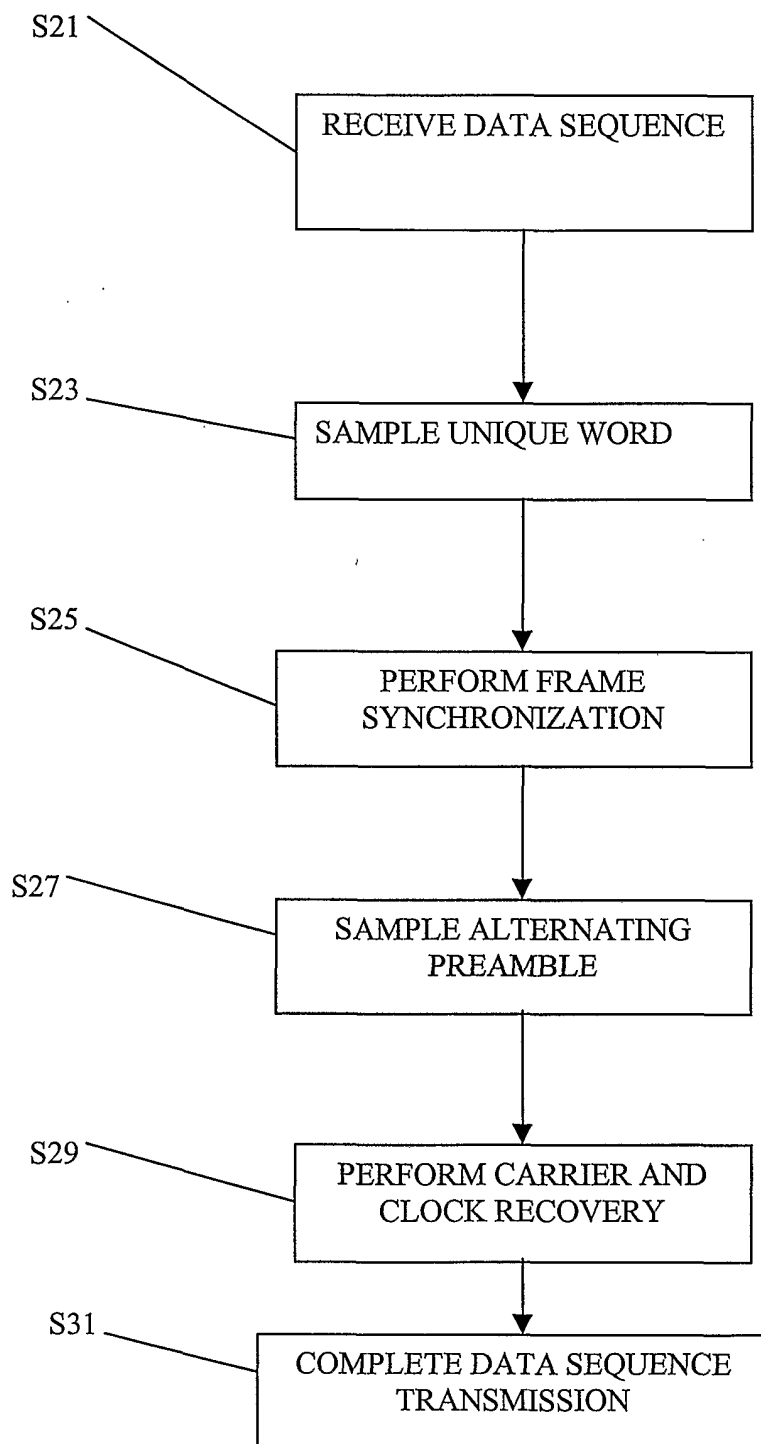 S21
RECEIVE DATA SEQUENCE
S23
SAMPLE UNIQUE WORD
S25
PERFORM FRAME
SYNCHRONIZATION
S27
SAMPLE ALTERNATING
PREAMBLE
S29
PERFORM CARRIER AND
CLOCK RECOVERY
S31
COMPLETE DATA SEQUENCE
TRANSMISSION